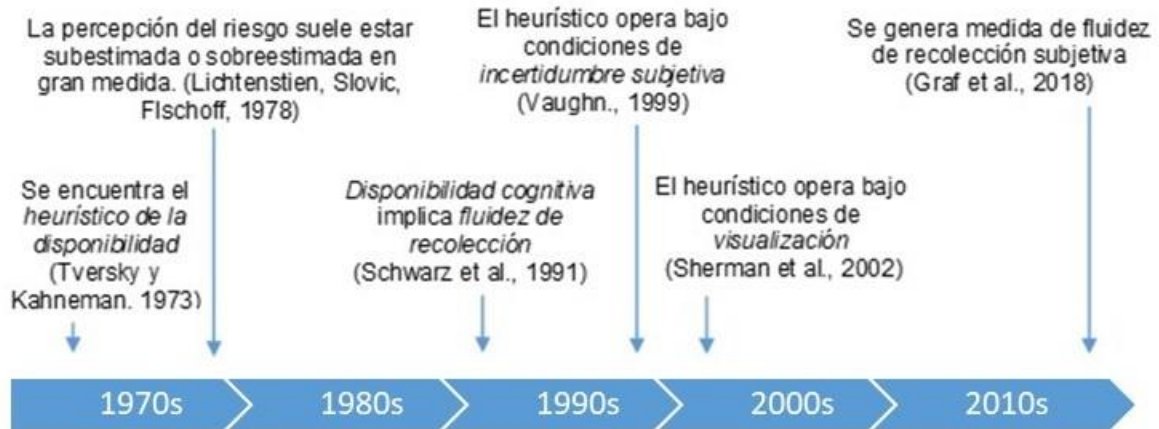 La percepción del riesgo suele estar
subestimada o sobreestimada en
gran medida. (Lichtenstien, Slovic,
FIschoff, 1978)
El heurístico opera bajo
condiciones de
incertidumbre subjetiva
(Vaughn., 1999)
Se genera medida de fluidez
de recolección subjetiva
(Graf et al., 2018)
Se encuentra el
heurístico de la
disponibilidad
(Tversky y
Kahneman. 1973)
Disponibilidad cognitiva
implica fluidez de
recolección
(Schwarz et al., 1991)
El heurístico opera bajo
condiciones de
visualización
(Sherman et al., 2002)
1970s
1980s
1990s
2000s
2010s